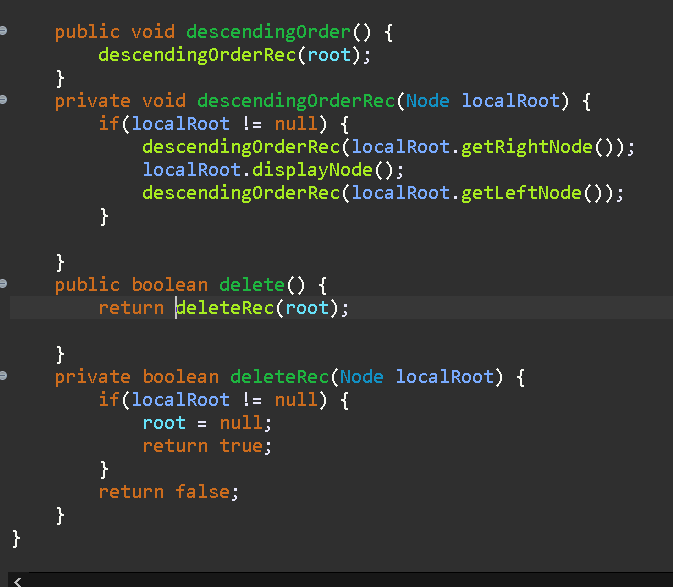 public void descendingOrder() {
descendingOrderRec(root);
}
private void descendingOrderRec(Node localRoot) {
if(localRoot != null) {
descendingOrderRec(localRoot.getRightNode());
localRoot.displayNode();
descendingOrderRec(localRoot.getLeftNode());
}
}
public boolean delete() {
return deleteRec(root);
}
private boolean deleteRec(Node localRoot) {
if(localRoot != null) {
root = null;
return true;
}
return false;
}
}